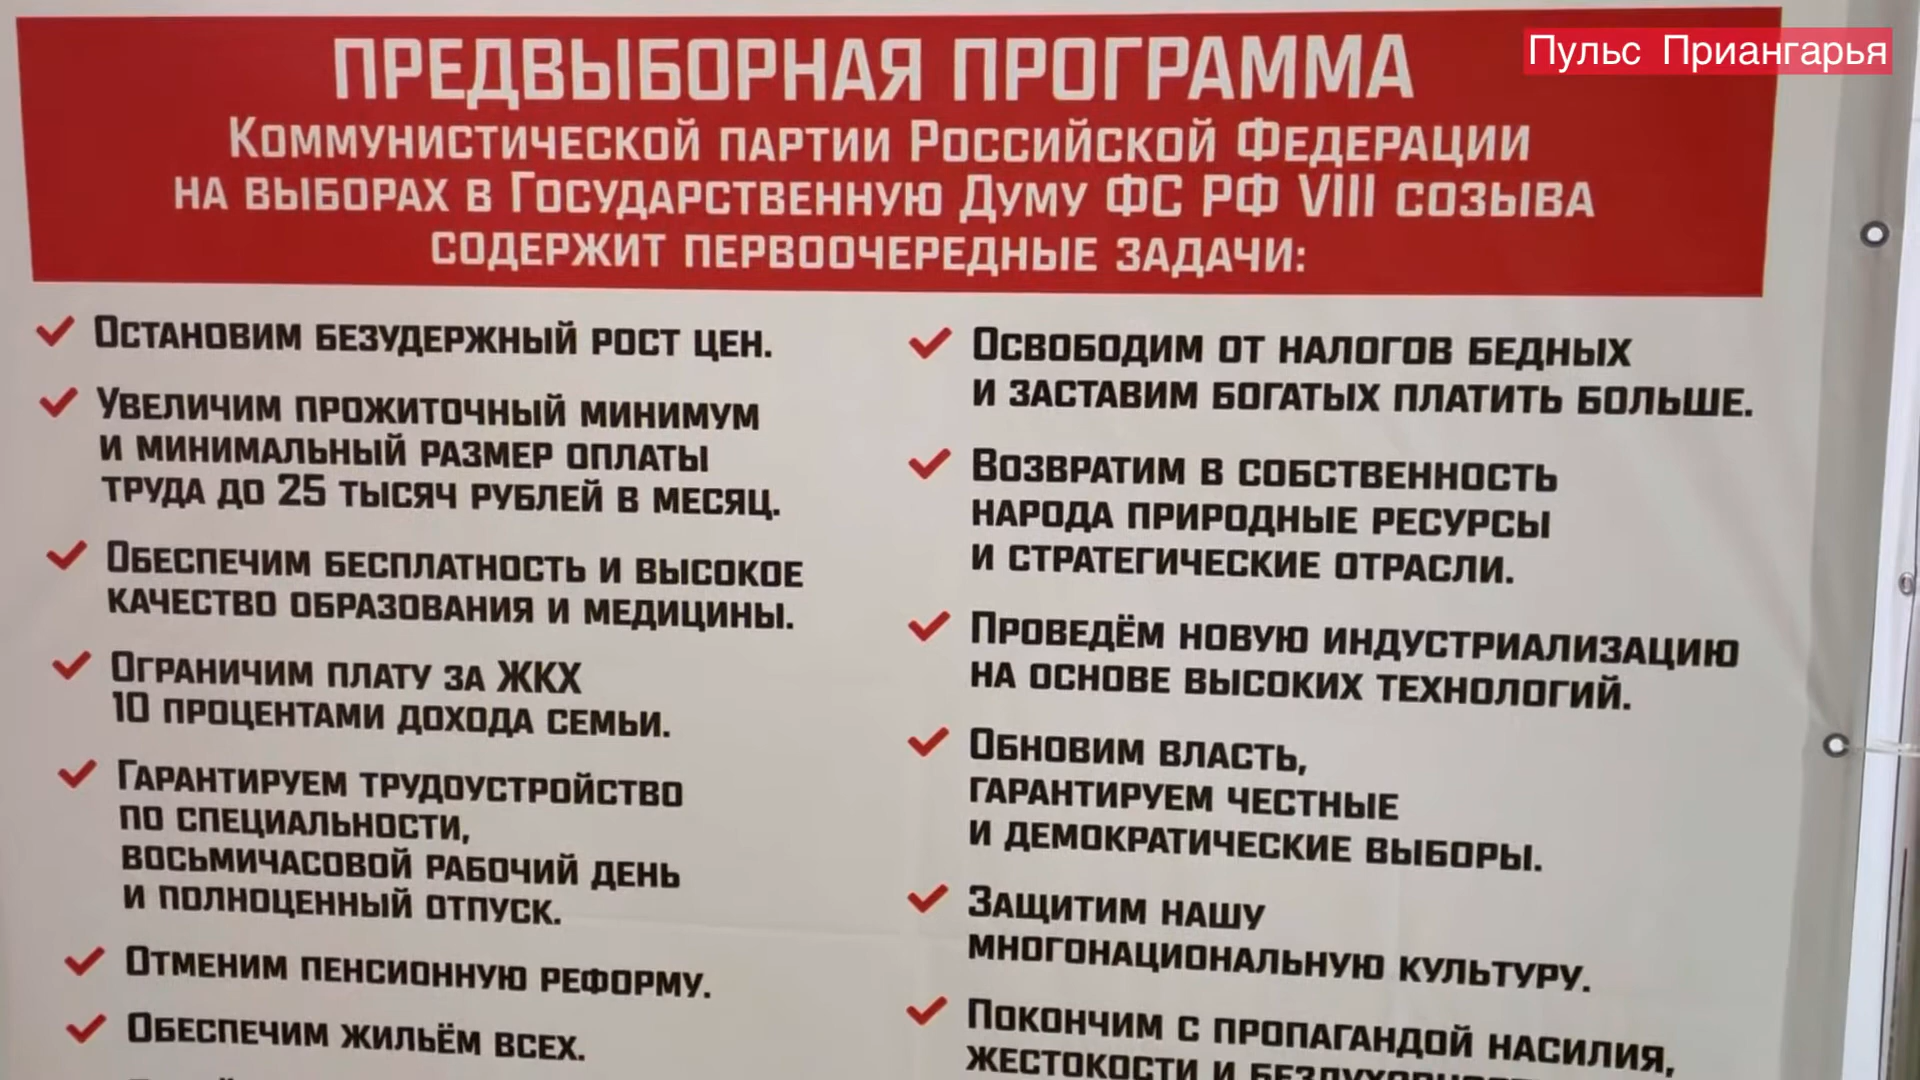 Пульс Приангарья
ПРЕДВЫБОРНАЯ ПРОГРАММА
Коммунистической партии Российской Федерации
на выборах в Государственную Думу ФС РФ VIII созыва
содержит первоочередные задачи:
Остановим безудержный рост цен.
Увеличим прожиточный минимум
и минимальный размер оплаты
труда до 25 тысяч рублей в месяц.
Обеспечим бесплатность и высокое
качество образования и медицины.
Ограничим плату за ЖКХ
10 процентами дохода семьи.
Гарантируем трудоустройство
по специальности,
восьмичасовой рабочий день
и полноценный отпуск.
Отменим пенсионную реформу.
Обеспечим жильём всех.
Освободим от налогов бедных
и заставим богатых платить больше.
Возвратим в собственность
народа природные ресурсы
и стратегические отрасли.
Проведём новую индустриализацию
на основе высоких технологий.
Обновим власть,
гарантируем честные
и демократические выборы.
Защитим нашу
многонациональную культуру.
Покончим с пропагандой насилия,
жестокости и